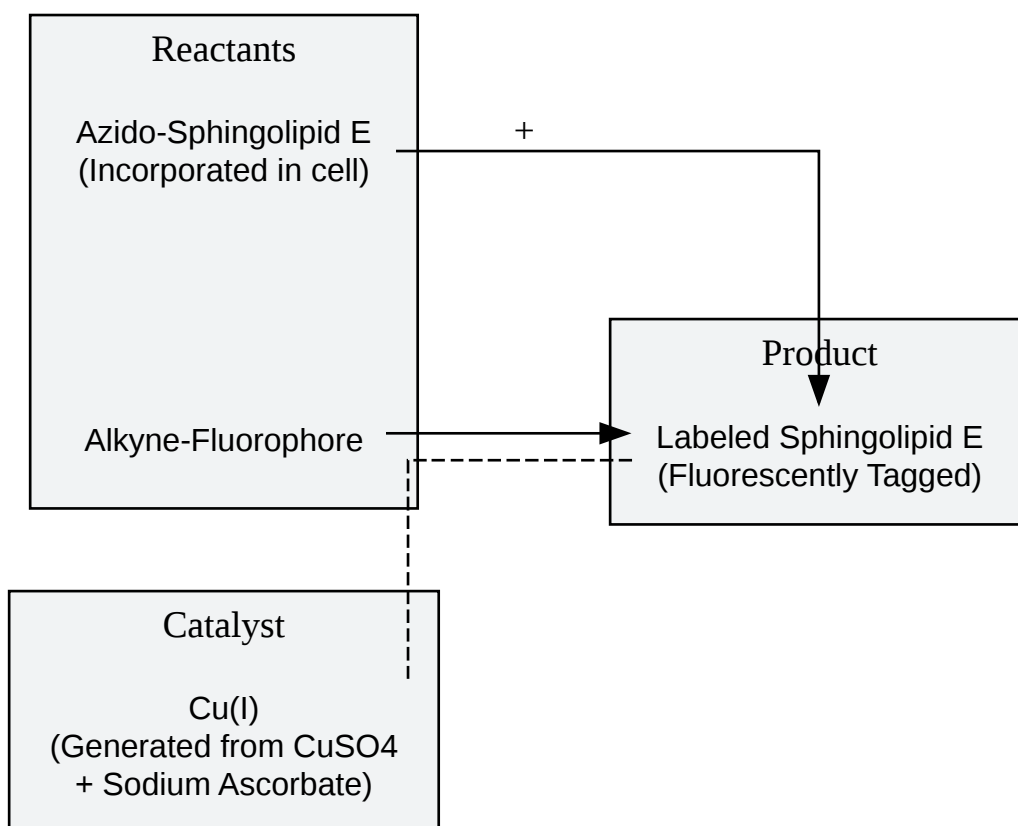 Reactants
Azido-Sphingolipid E
(Incorporated in cell)
+
Alkyne-Fluorophore
Product
Labeled Sphingolipid E
(Fluorescently Tagged)
Catalyst
Cu(I)
(Generated from CuSO4
+ Sodium Ascorbate)